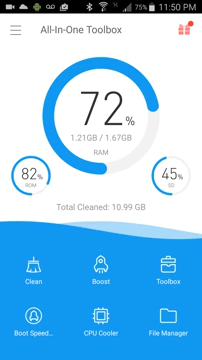 75% 11:50 PM
All-In-One Toolbox
72%
1.21GB / 1.67GB
RAM
82%
ROM
45%
SD
Total Cleaned: 10.99 GB
Clean
Boost
Toolbox
Boot Speed...
CPU Cooler
File Manager